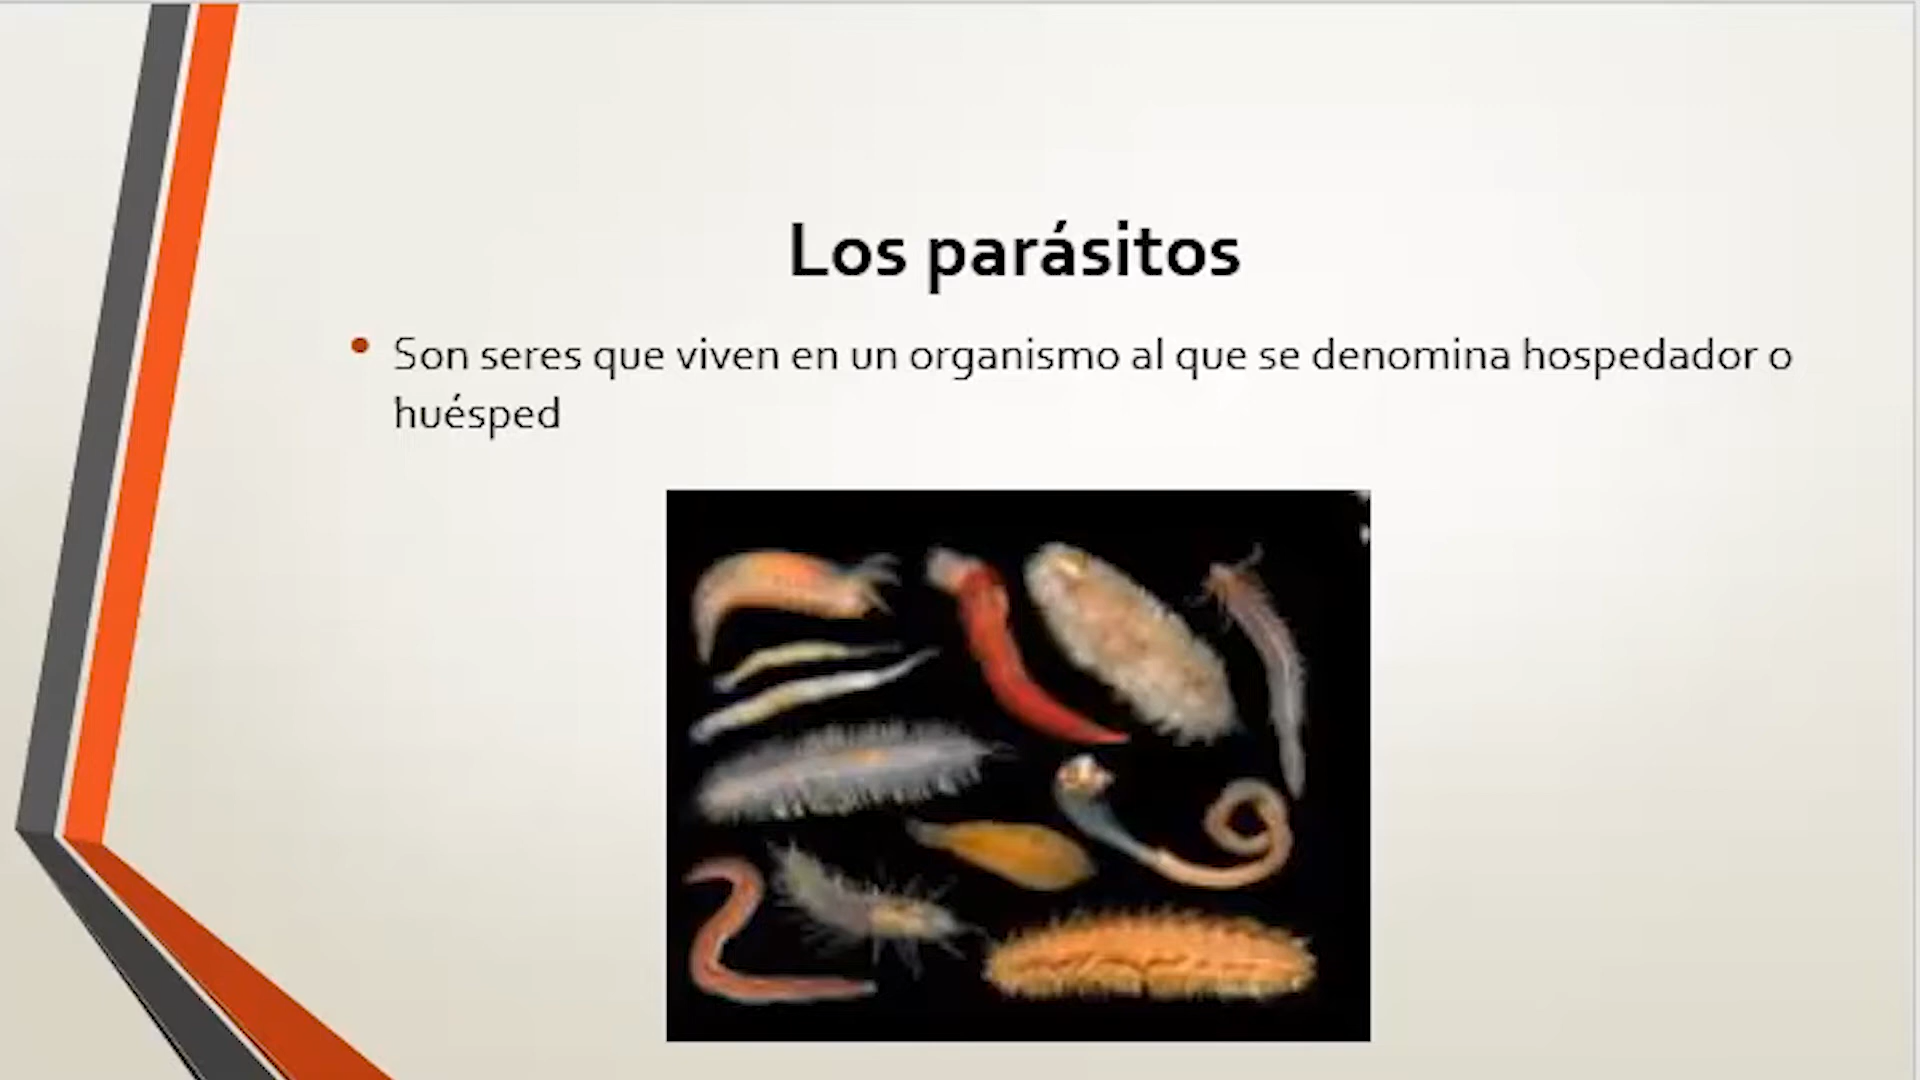 Los parásitos
• Son seres que viven en un organismo al que se denomina hospedador o
huésped